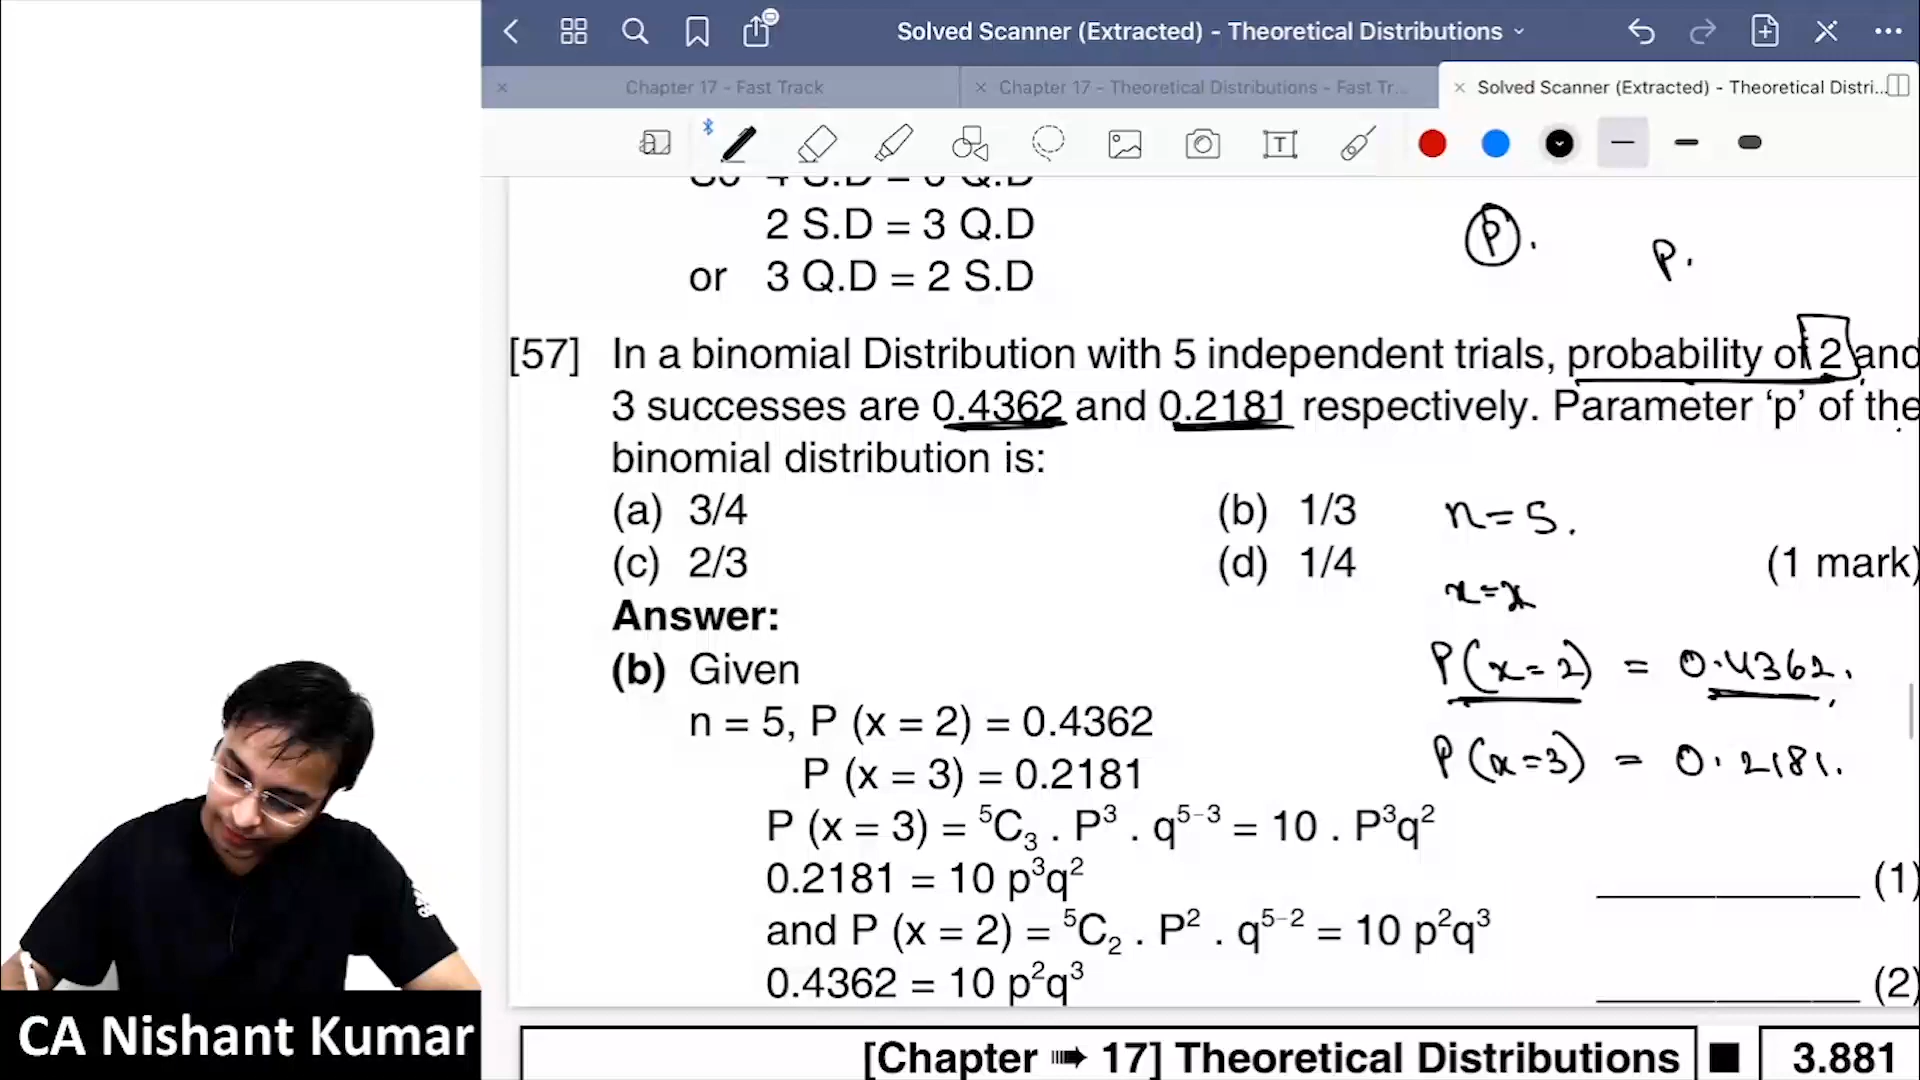 Solved Scanner (Extracted) - Theoretical Distributions
Chapter 17 - Fast Track
Chapter 17 - Theoretical Distributions - Fast Tr...
Solved Scanner (Extracted) - Theoretical Distri...
So 4 S.D = 6 Q.D
2 S.D = 3 Q.D
or 3 Q.D = 2 S.D
P.
P.
[57] In a binomial Distribution with 5 independent trials, probability of 2 and
3 successes are 0.4362 and 0.2181 respectively. Parameter ‘p’ of the
binomial distribution is:
(a) 3/4 (b) 1/3
n=5.
(c) 2/3 (d) 1/4 (1 mark)
x=x
Answer:
(b) Given
P(x=2) = 0.4362.
n = 5, P (x = 2) = 0.4362
P (x = 3) = 0.2181
P(x=3) = 0.2181.
P (x = 3) = ⁵C₃ . P³ . q⁵⁻³ = 10 . P³q²
0.2181 = 10 p³q² __________ (1)
and P (x = 2) = ⁵C₂ . P² . q⁵⁻² = 10 p²q³
0.4362 = 10 p²q³ __________ (2)
[Chapter ➠ 17] Theoretical Distributions ■ 3.881
CA Nishant Kumar